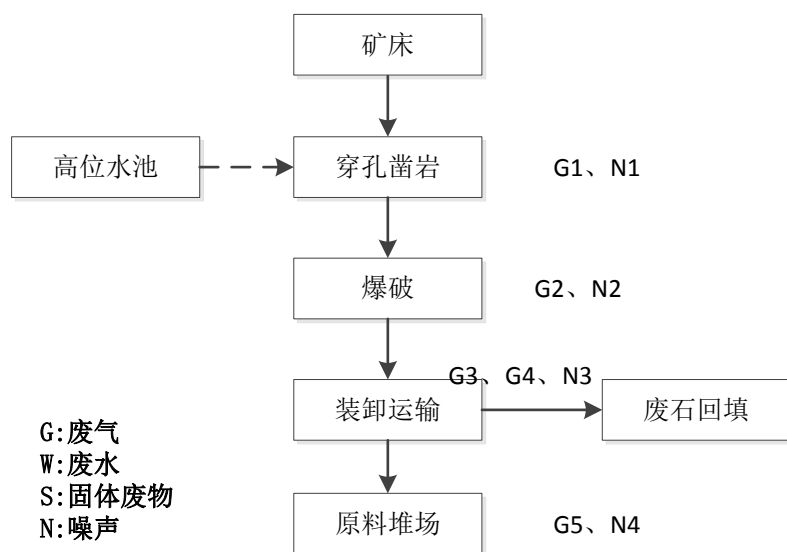 矿床
高位水池
穿孔凿岩
G1、N1
爆破
G2、N2
G3、G4、N3
装卸运输
废石回填
G:废气
W:废水
S:固体废物
N:噪声
原料堆场
G5、N4